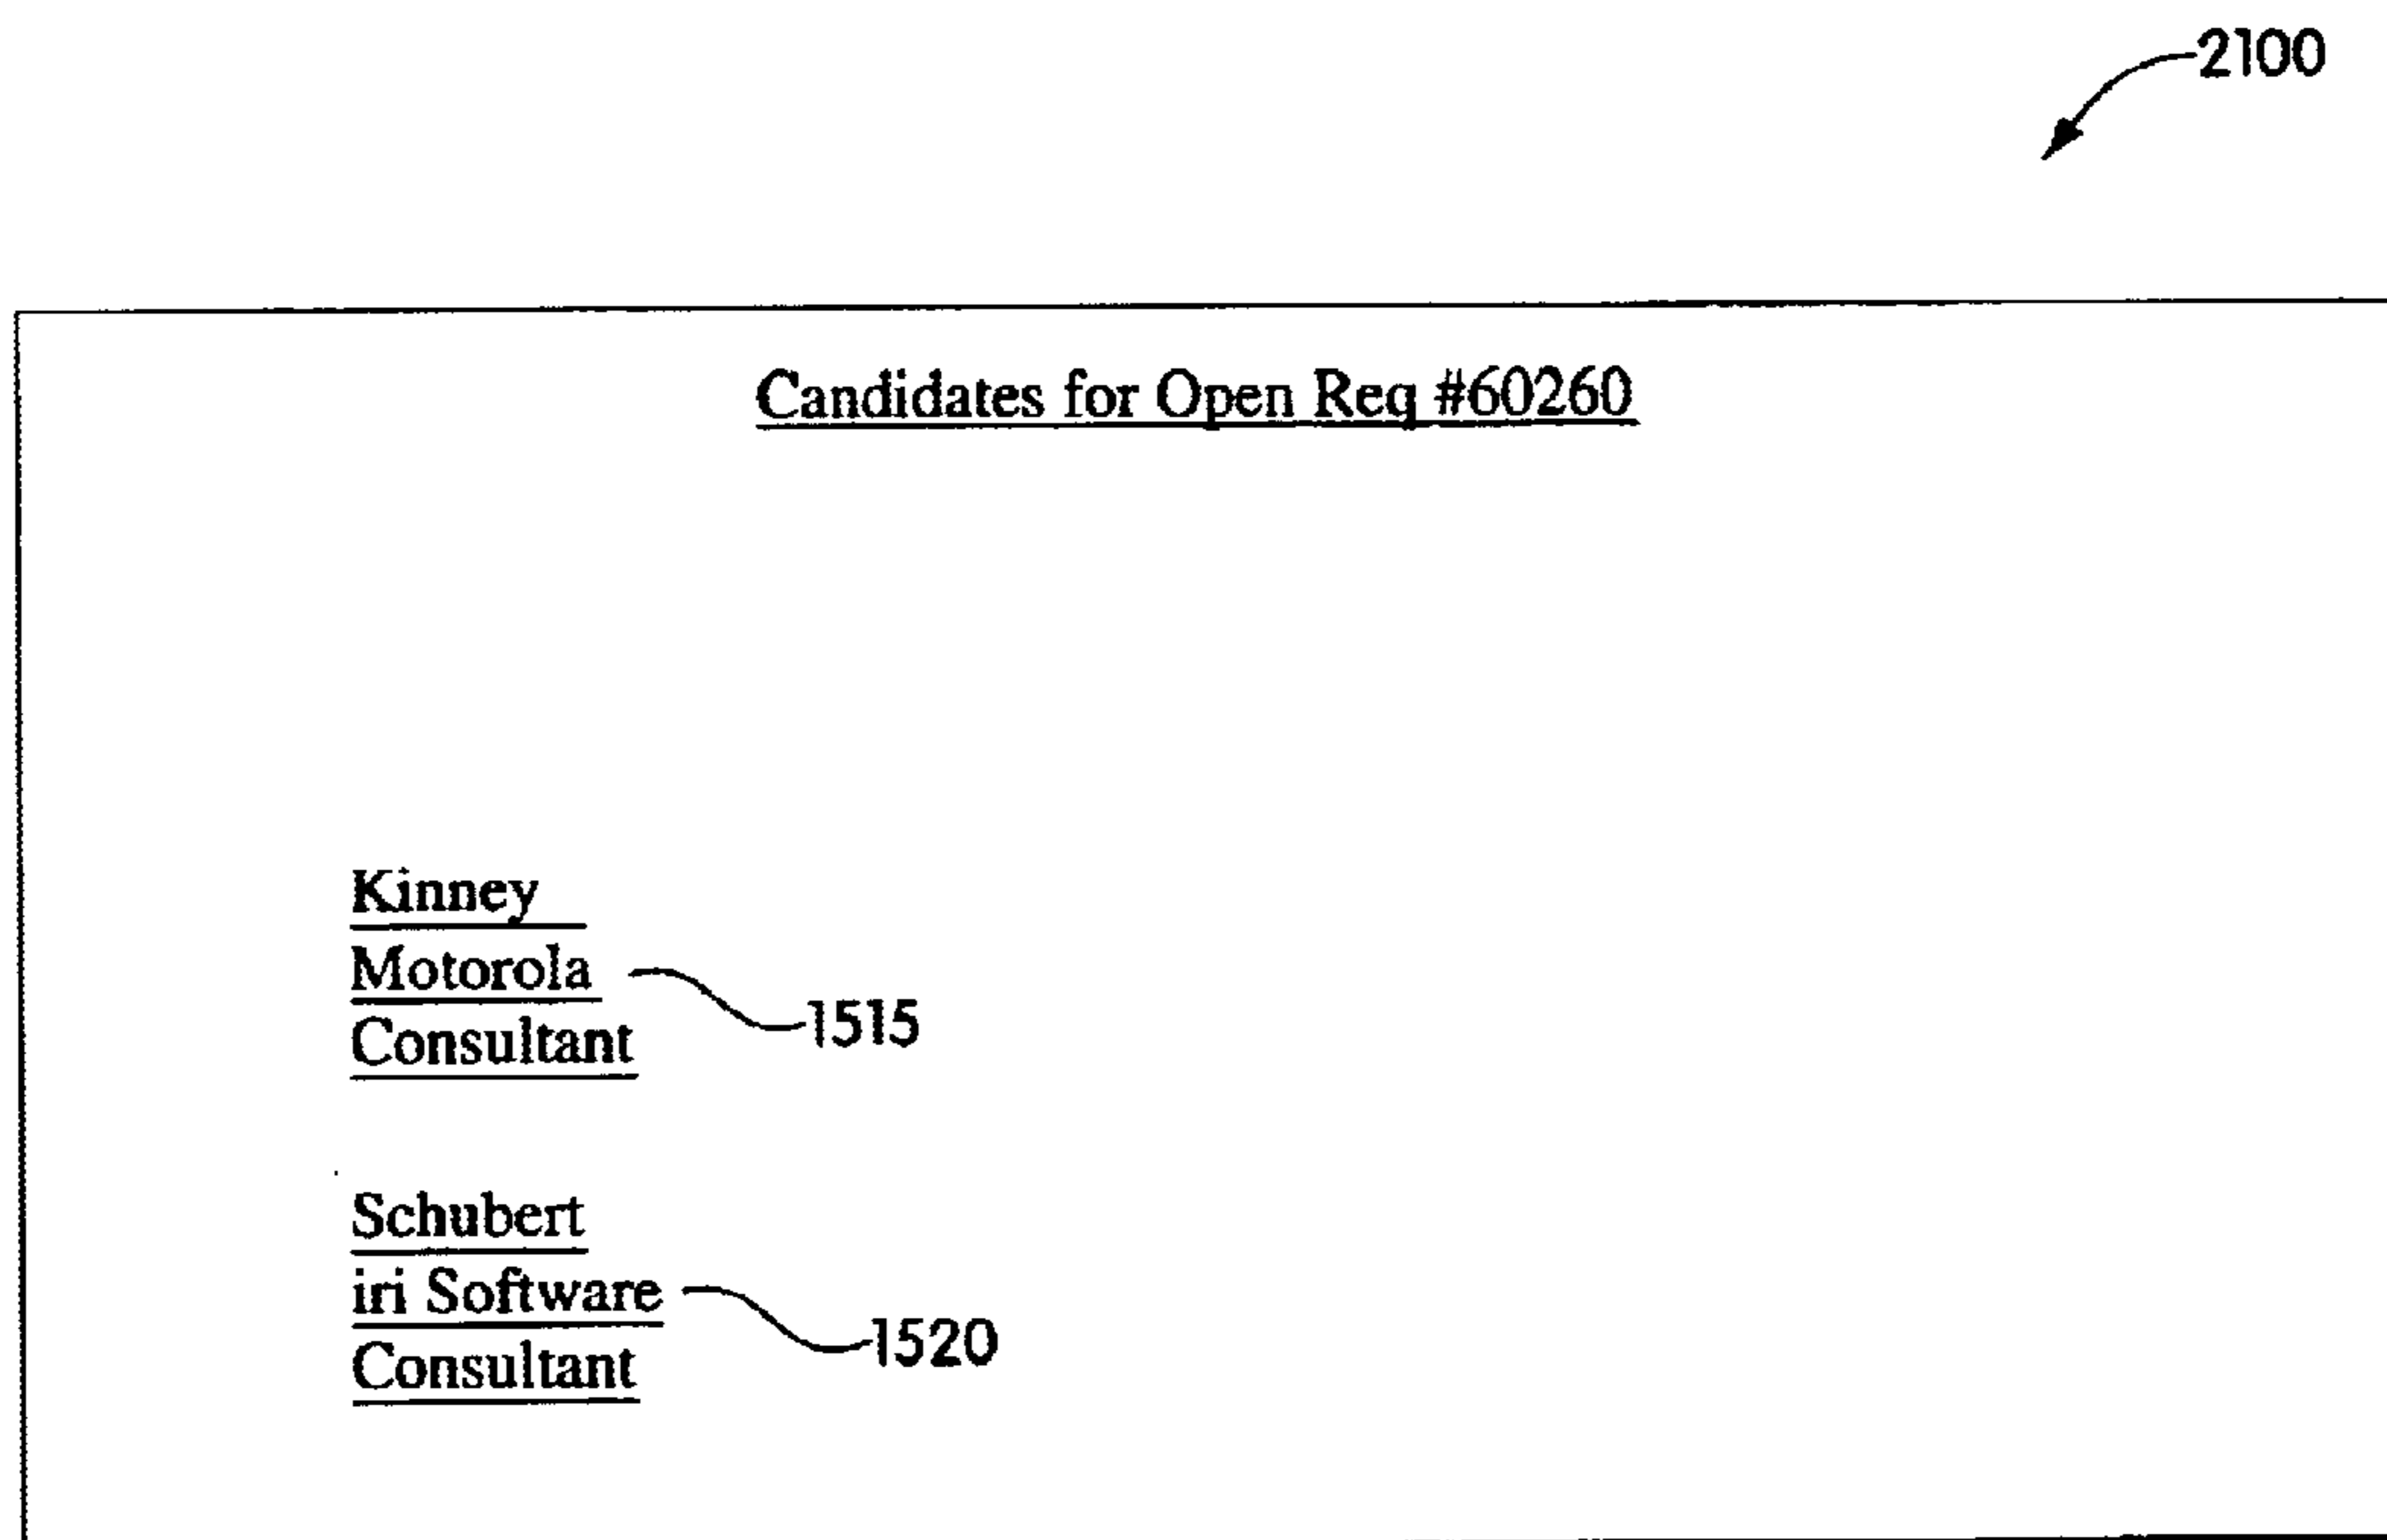 2100
Candidates for Open Req #60260
Kinney
Motorola
1515
Consultant
Schubert
iri Software
1520
Consultant